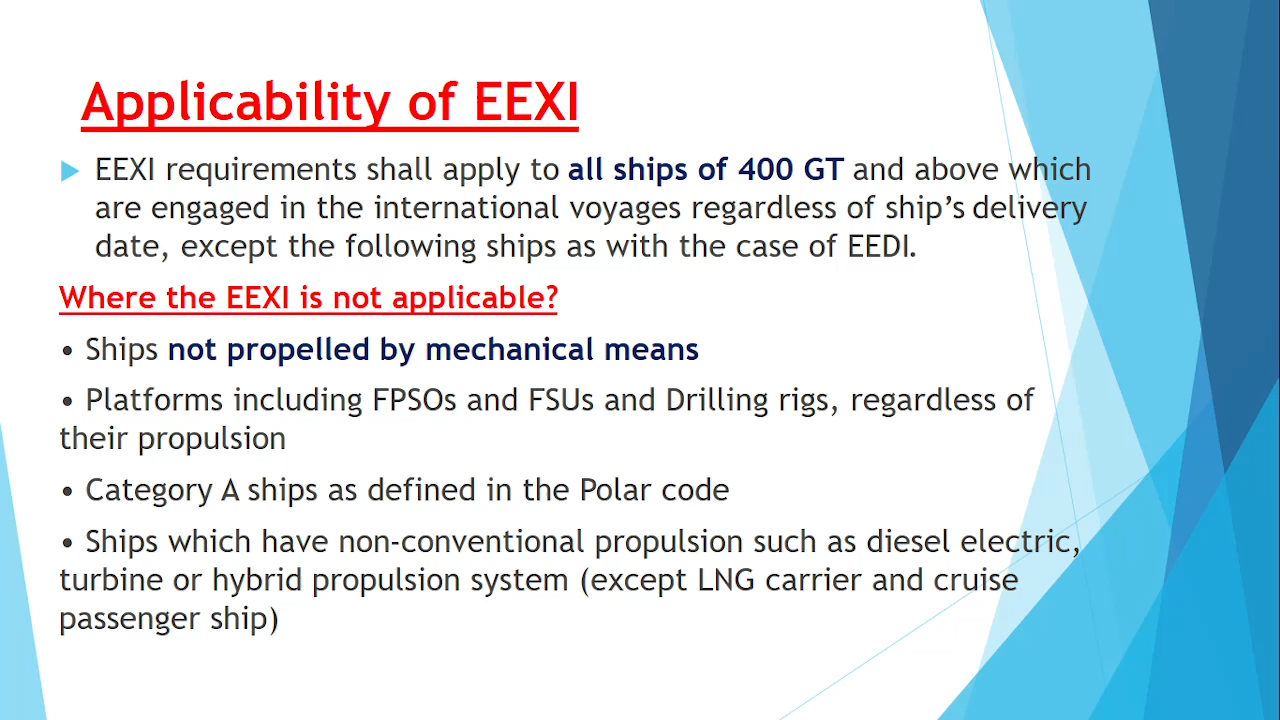 Applicability of EEXI
EEXI requirements shall apply to all ships of 400 GT and above which
are engaged in the international voyages regardless of ship's delivery
date, except the following ships as with the case of EEDI.
Where the EEXI is not applicable?
• Ships not propelled by mechanical means
• Platforms including FPSOs and FSUs and Drilling rigs, regardless of
their propulsion
• Category A ships as defined in the Polar code
• Ships which have non-conventional propulsion such as diesel electric,
turbine or hybrid propulsion system (except LNG carrier and cruise
passenger ship)